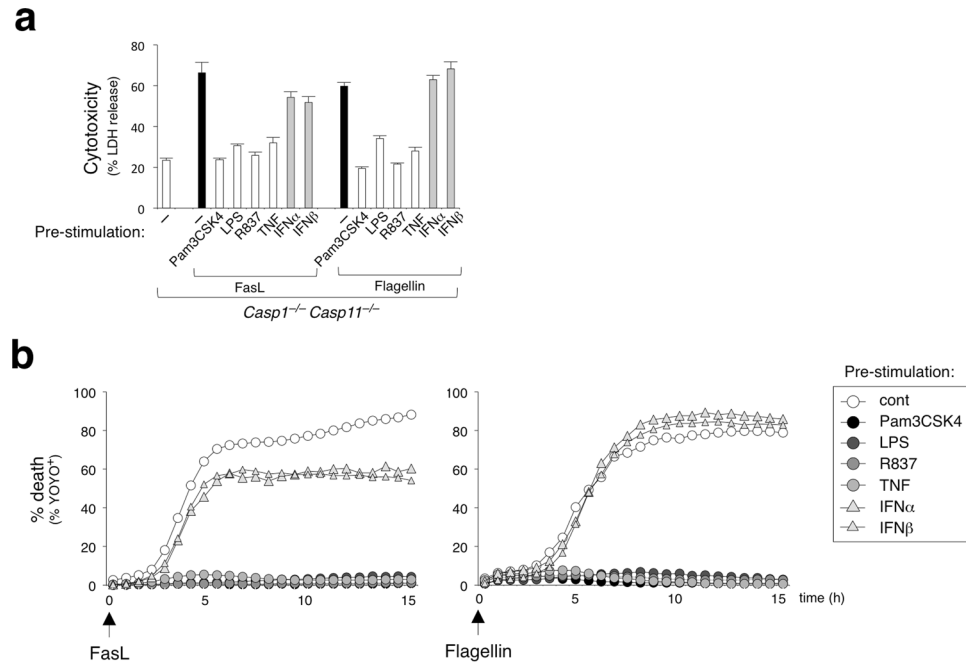 a
80
60
40
20
0
Cytotoxicity
(% LDH release)
Pre-stimulation:
– – Pam3CSK4 LPS R837 TNF IFNα IFNβ – Pam3CSK4 LPS R837 TNF IFNα IFNβ
FasL Flagellin
Casp1–/– Casp11–/–
b
100
80
60
40
20
0
% death
(% YOYO+)
0 5 10 15
FasL
100
80
60
40
20
0
0 5 10 15 time (h)
Flagellin
Pre-stimulation:
cont
Pam3CSK4
LPS
R837
TNF
IFNα
IFNβ